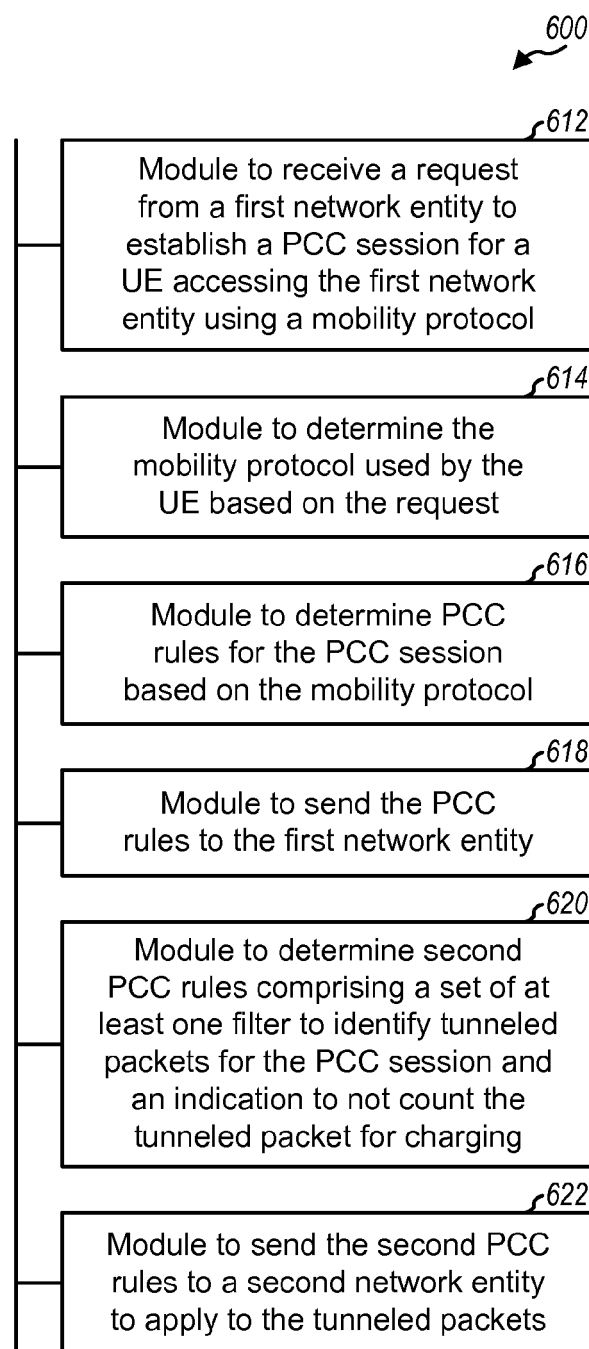 600
612
Module to receive a request
from a first network entity to
establish a PCC session for a
UE accessing the first network
entity using a mobility protocol
614
Module to determine the
mobility protocol used by the
UE based on the request
616
Module to determine PCC
rules for the PCC session
based on the mobility protocol
618
Module to send the PCC
rules to the first network entity
620
Module to determine second
PCC rules comprising a set of at
least one filter to identify tunneled
packets for the PCC session and
an indication to not count the
tunneled packet for charging
622
Module to send the second PCC
rules to a second network entity
to apply to the tunneled packets